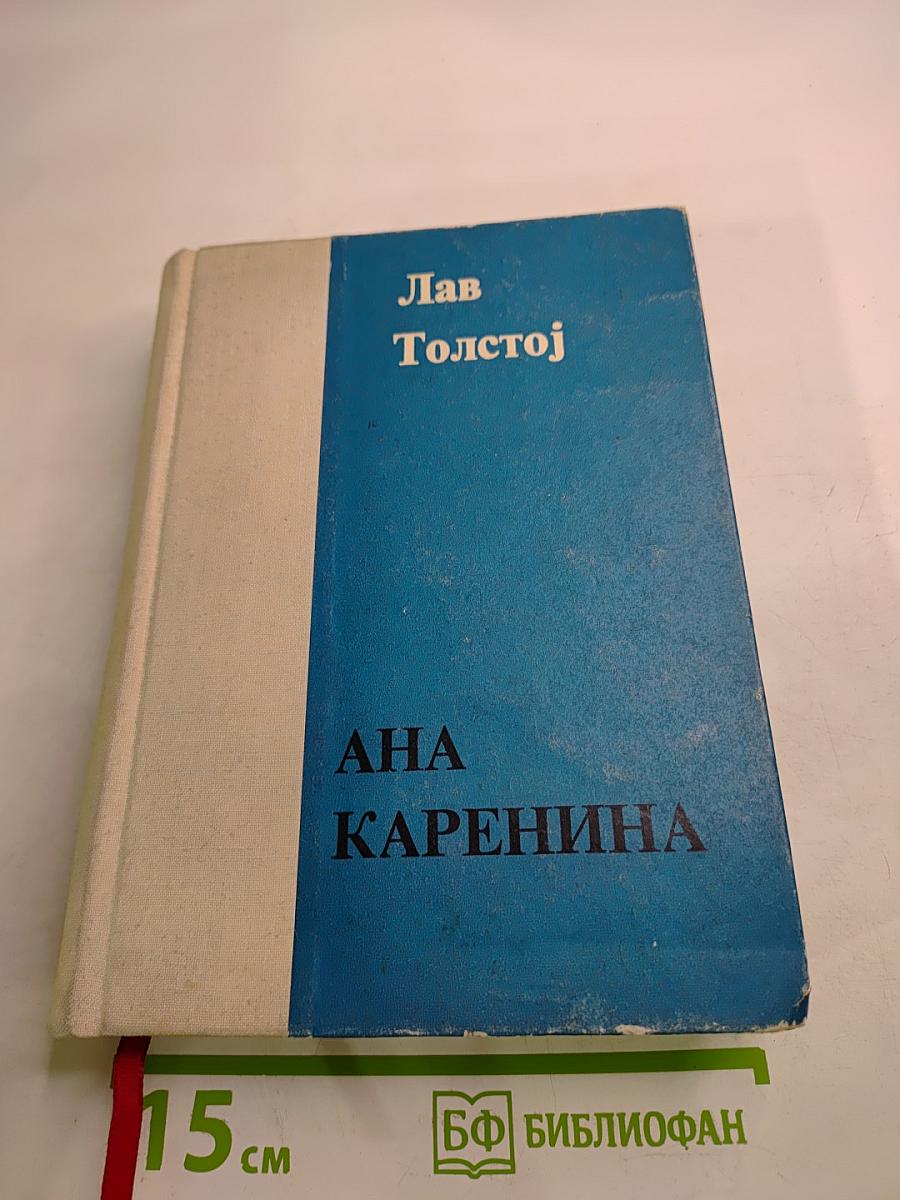 Лав
Толстој
АНА
КАРЕНИНА
15 см
БФ БИБЛИОФАН